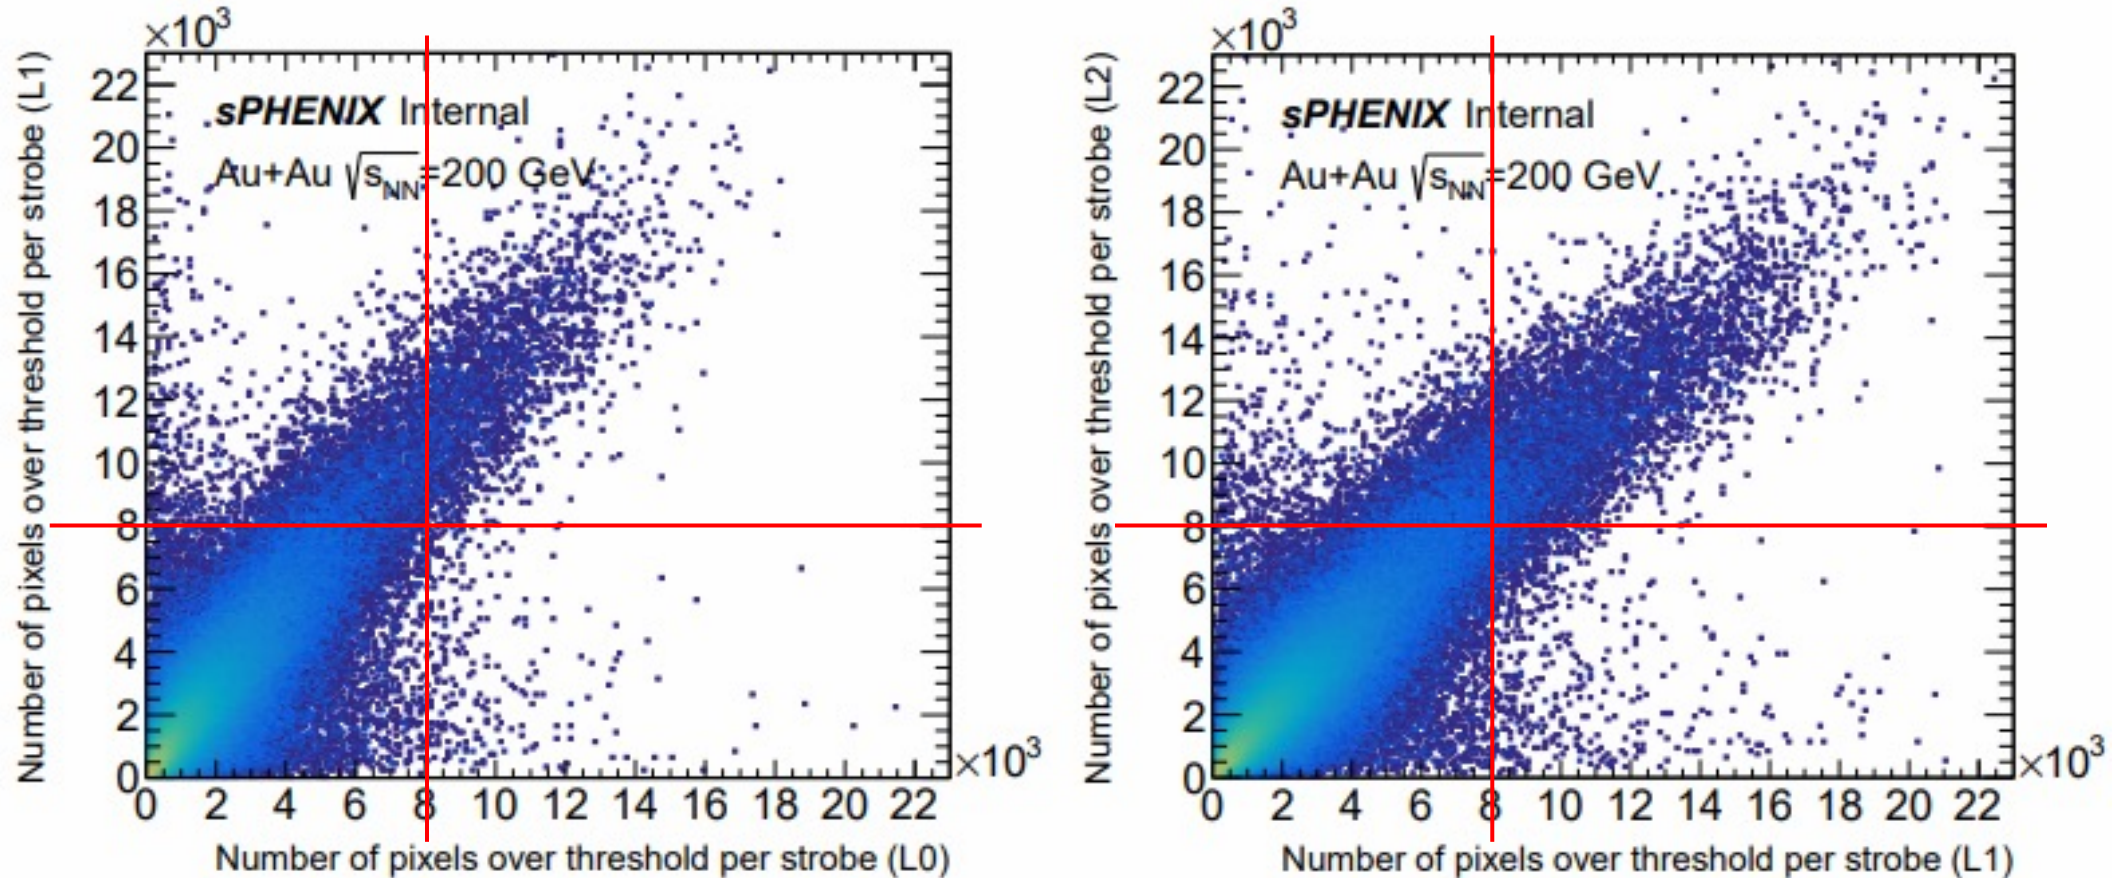 ×10³
Number of pixels over threshold per strobe (L1)
22
20
18
16
14
12
10
8
6
4
2
0
sPHENIX Internal
Au+Au √sNN=200 GeV
0 2 4 6 8 10 12 14 16 18 20 22
×10³
Number of pixels over threshold per strobe (L0)
×10³
Number of pixels over threshold per strobe (L2)
22
20
18
16
14
12
10
8
6
4
2
0
sPHENIX Internal
Au+Au √sNN=200 GeV
0 2 4 6 8 10 12 14 16 18 20 22
×10³
Number of pixels over threshold per strobe (L1)